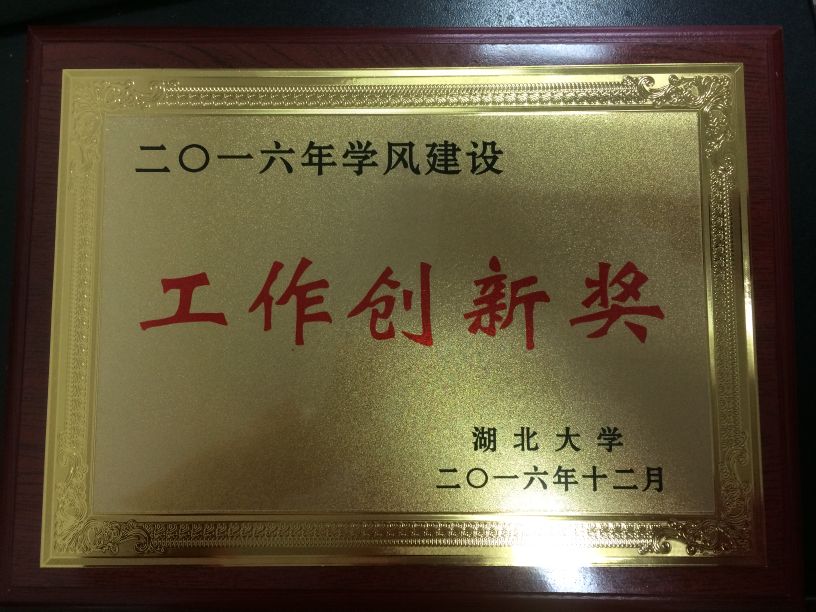 二〇一六年学风建设
工作创新奖
湖北大学
二〇一六年十二月